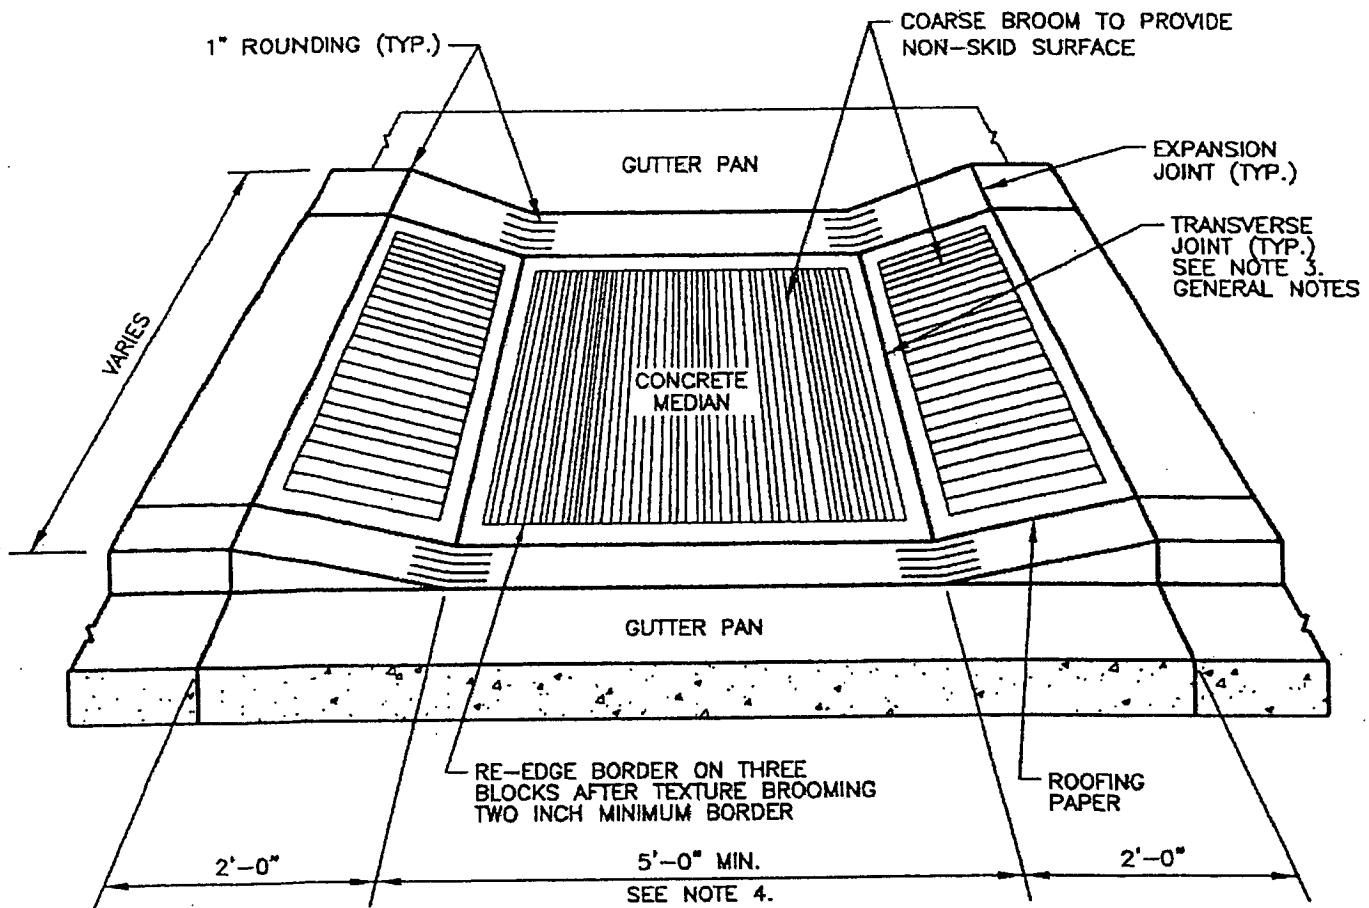 COARSE BROOM TO PROVIDE
NON-SKID SURFACE
1" ROUNDING (TYP.)
GUTTER PAN
EXPANSION
JOINT (TYP.)
TRANSVERSE
JOINT (TYP.)
SEE NOTE 3.
GENERAL NOTES
VARIES
CONCRETE
MEDIAN
GUTTER PAN
RE-EDGE BORDER ON THREE
BLOCKS AFTER TEXTURE BROOMING
TWO INCH MINIMUM BORDER
ROOFING
PAPER
2'-0"
5'-0" MIN.
2'-0"
SEE NOTE 4.